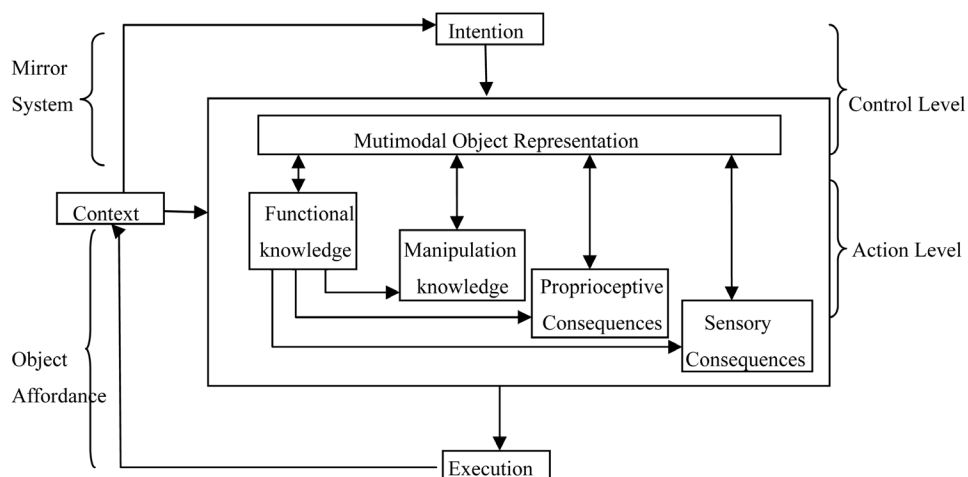 Intention
Mirror
System
Control Level
Mutimodal Object Representation
Context
Functional
knowledge
Manipulation
knowledge
Proprioceptive
Consequences
Sensory
Consequences
Action Level
Object
Affordance
Execution